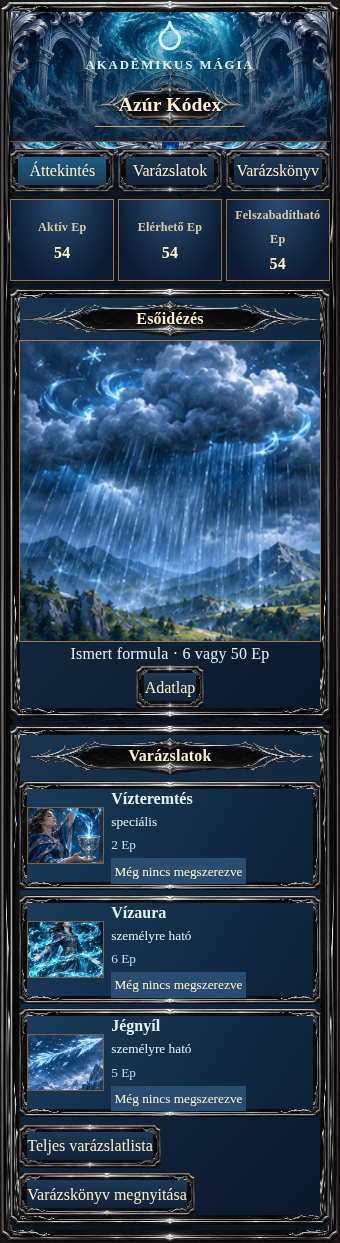 AKADÉMIKUS MÁGIA
Azúr Kódex
Áttekintés
Varázslatok
Varázskönyv
Aktív Ep
54
Elérhető Ep
54
Felszabadítható
Ep
54
Esőidézés
Ismert formula · 6 vagy 50 Ep
Adatlap
Varázslatok
Vízteremtés
speciális
2 Ep
Még nincs megszerezve
Vízaura
személyre ható
6 Ep
Még nincs megszerezve
Jégnyíl
személyre ható
5 Ep
Még nincs megszerezve
Teljes varázslatlista
Varázskönyv megnyitása